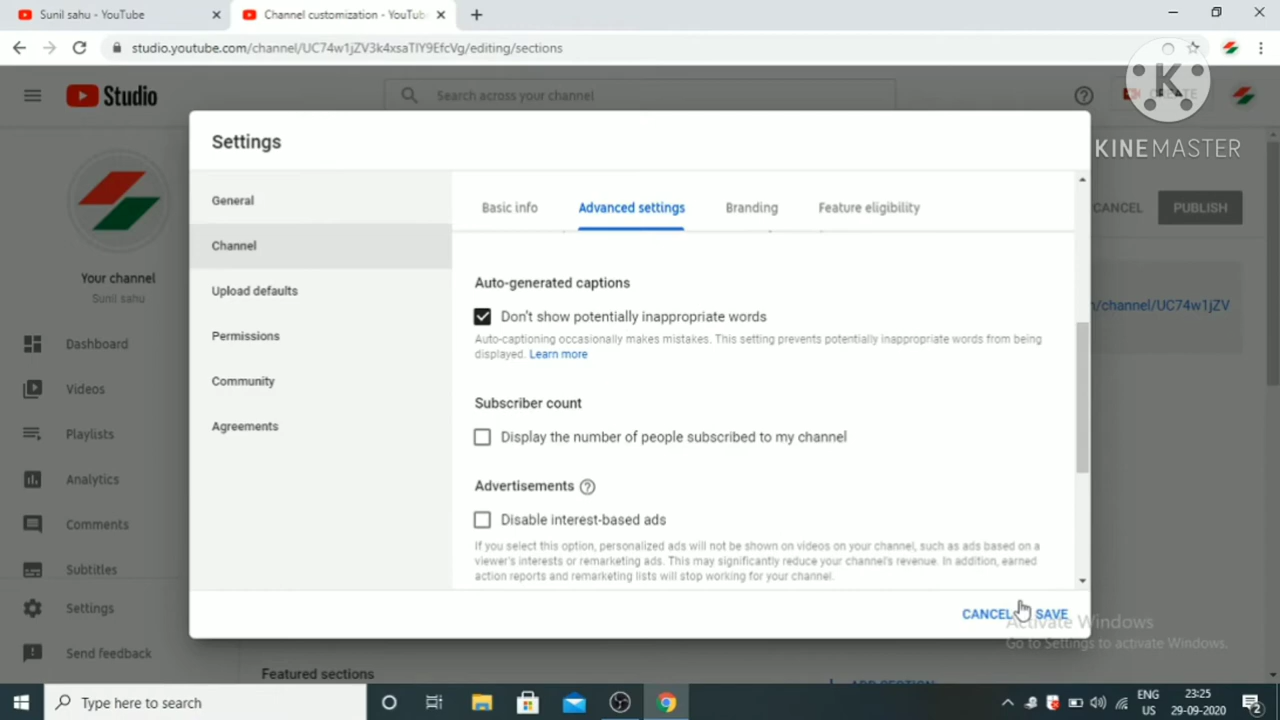 Sunil sahu - YouTube
Channel customization - YouTub
studio.youtube.com/channel/UC74w1jZV3k4xsaTlY9EfcVg/editing/sections
Studio
Search across your channel
CREATE
K
KINEMASTER
Settings
General
Channel
Upload defaults
Permissions
Community
Agreements
Basic info
Advanced settings
Branding
Feature eligibility
CANCEL
PUBLISH
Your channel
Sunil sahu
n/channel/UC74w1jZV
Dashboard
Videos
Playlists
Analytics
Comments
Subtitles
Settings
Send feedback
Auto-generated captions
Don't show potentially inappropriate words
Auto-captioning occasionally makes mistakes. This setting prevents potentially inappropriate words from being
displayed. Learn more
Subscriber count
Display the number of people subscribed to my channel
Advertisements
Disable interest-based ads
If you select this option, personalized ads will not be shown on videos on your channel, such as ads based on a
viewer's interests or remarketing ads. This may significantly reduce your channel's revenue. In addition, earned
action reports and remarketing lists will stop working for your channel.
CANCEL
SAVE
Activate Windows
Go to Settings to activate Windows.
Featured sections
ADD SECTION
Type here to search
ENG
US
23:25
29-09-2020
2